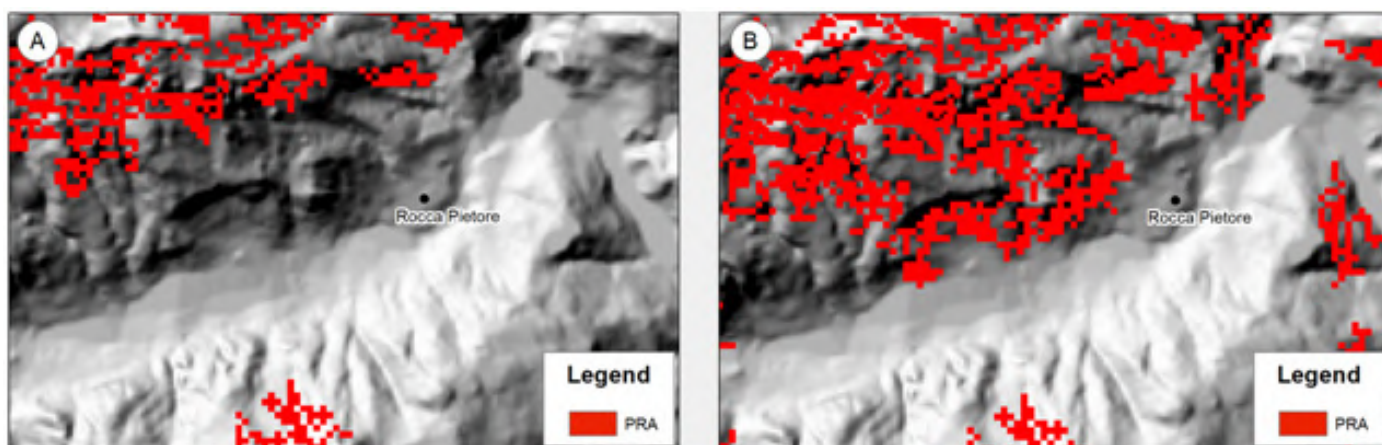 A
Rocca Pietore
Legend
PRA
B
Rocca Pietore
Legend
PRA